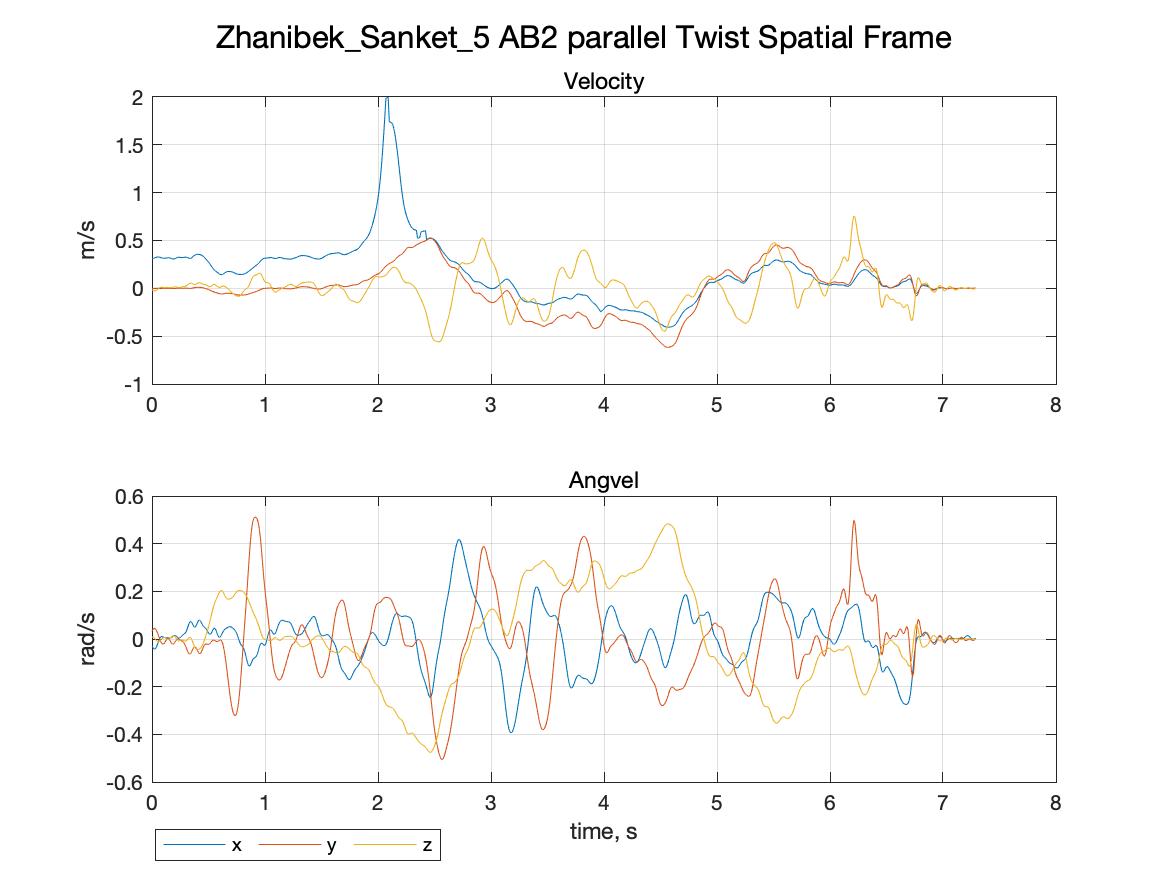 Zhanibek_Sanket_5 AB2 parallel Twist Spatial Frame
Velocity
2
1.5
1
0.5
0
-0.5
-1
m/s
0 1 2 3 4 5 6 7 8
Angvel
0.6
0.4
0.2
0
-0.2
-0.4
-0.6
rad/s
0 1 2 3 4 5 6 7 8
time, s
x y z